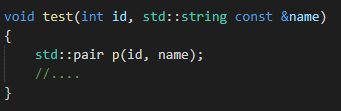 void test(int id, std::string const &name)
{
    std::pair p(id, name);
    //....
}